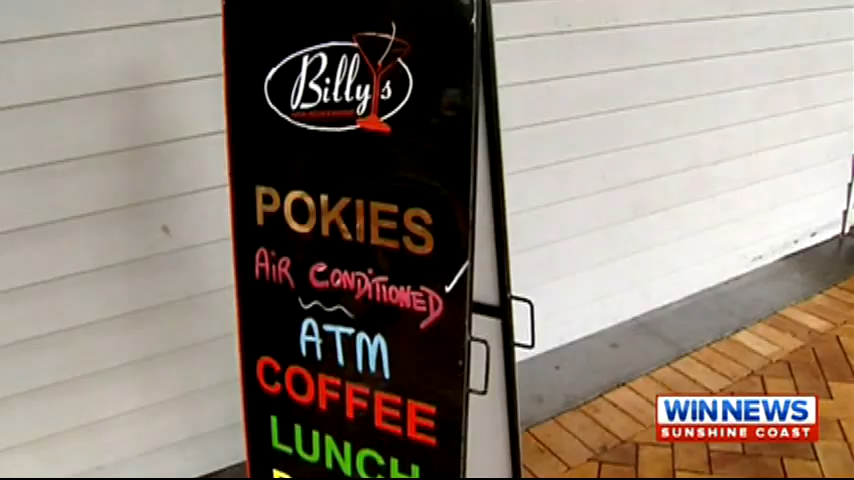 Billy's
POKIES
AIR CONDITIONED
ATM
COFFEE
LUNCH
WIN NEWS
SUNSHINE COAST